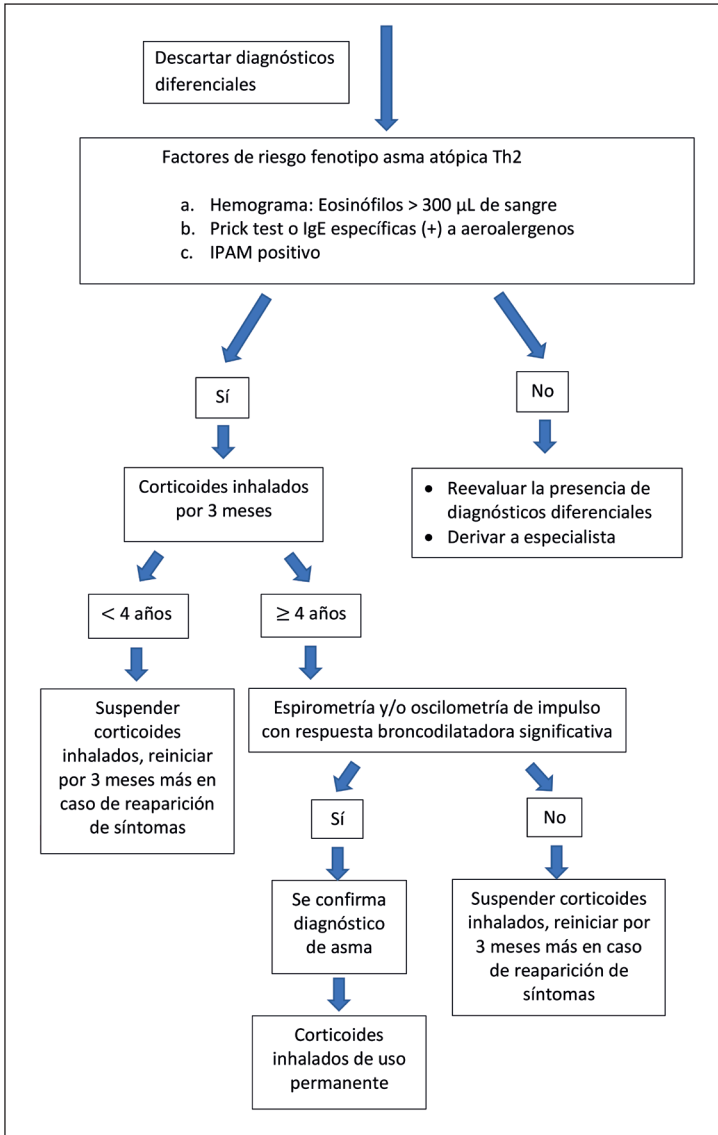 Descartar diagnósticos
diferenciales
Factores de riesgo fenotipo asma atópica Th2
a. Hemograma: Eosinófilos > 300 µL de sangre
b. Prick test o IgE específicas (+) a aeroalergenos
c. IPAM positivo
Sí
No
Corticoides inhalados
por 3 meses
• Reevaluar la presencia de
diagnósticos diferenciales
• Derivar a especialista
< 4 años
≥ 4 años
Suspender
corticoides
inhalados, reiniciar
por 3 meses más en
caso de reaparición
de síntomas
Espirometría y/o oscilometría de impulso
con respuesta broncodilatadora significativa
Sí
No
Se confirma
diagnóstico
de asma
Suspender corticoides
inhalados, reiniciar por
3 meses más en caso
de reaparición de
síntomas
Corticoides
inhalados de uso
permanente